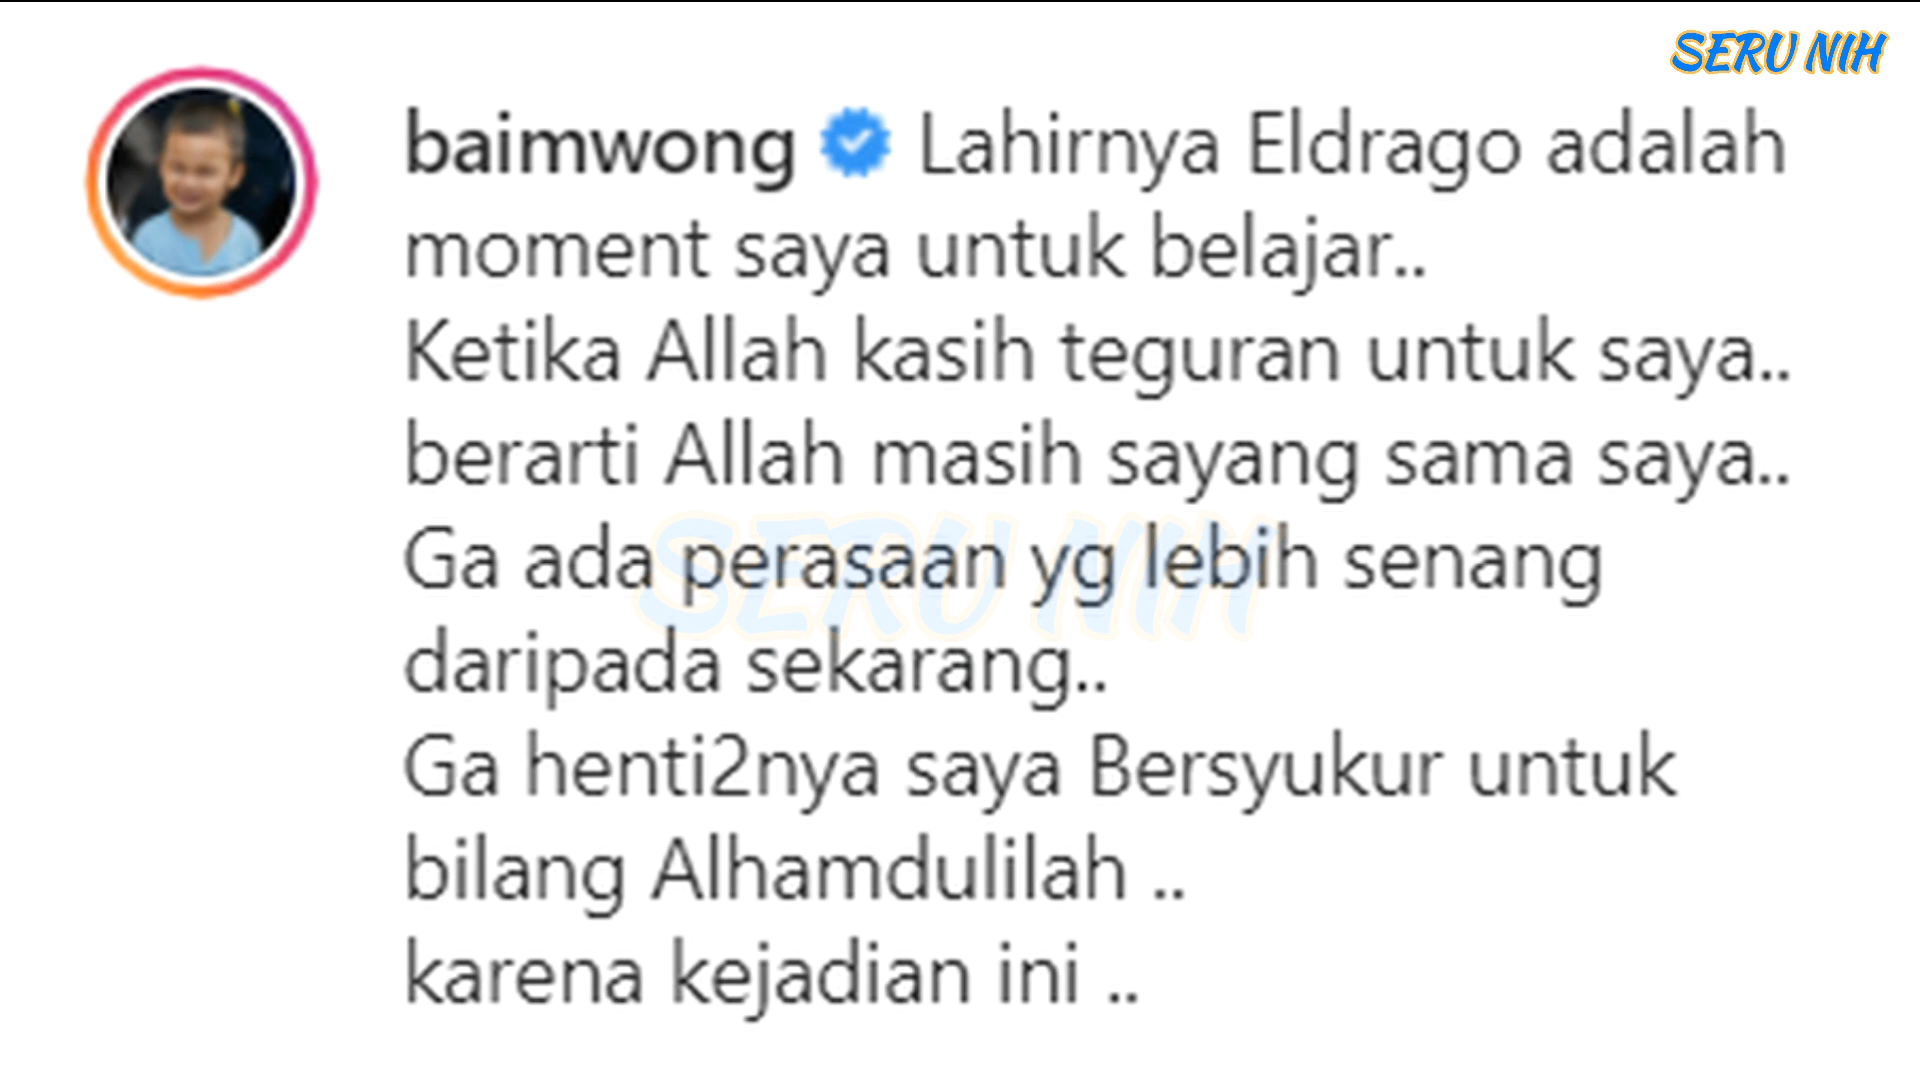 SERU NIH
baimwong Lahirnya Eldrago adalah
moment saya untuk belajar..
Ketika Allah kasih teguran untuk saya..
berarti Allah masih sayang sama saya..
Ga ada perasaan yg lebih senang
SERU NIH
daripada sekarang..
Ga henti2nya saya Bersyukur untuk
bilang Alhamdulilah ..
karena kejadian ini ..